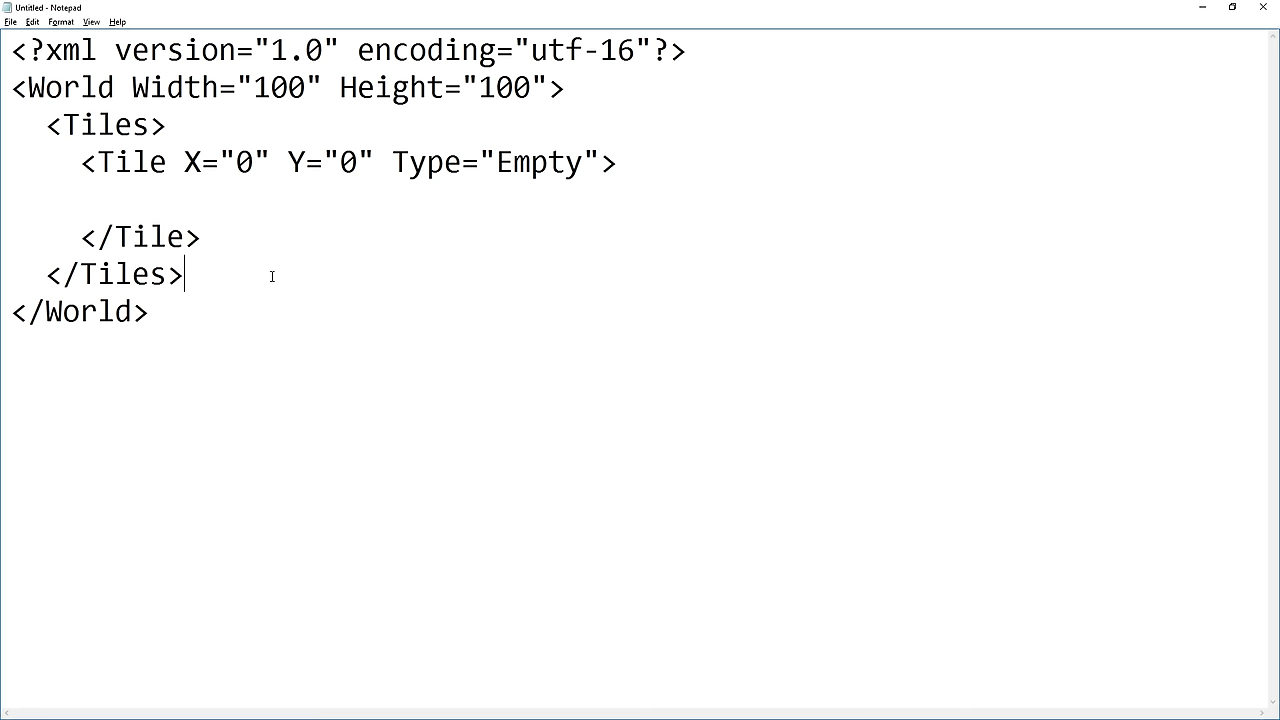 Untitled - Notepad
File Edit Format View Help
<?xml version="1.0" encoding="utf-16"?>
<World Width="100" Height="100">
  <Tiles>
    <Tile X="0" Y="0" Type="Empty">
    </Tile>
  </Tiles>
</World>